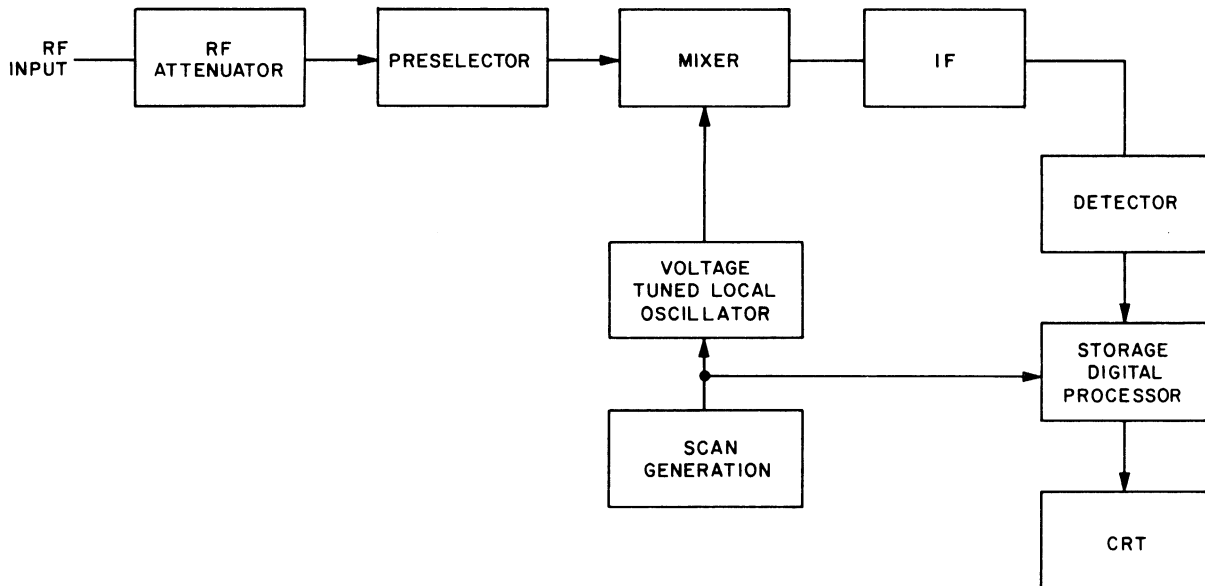 RF
INPUT
RF
ATTENUATOR
PRESELECTOR
MIXER
IF
DETECTOR
VOLTAGE
TUNED LOCAL
OSCILLATOR
STORAGE
DIGITAL
PROCESSOR
SCAN
GENERATION
CRT